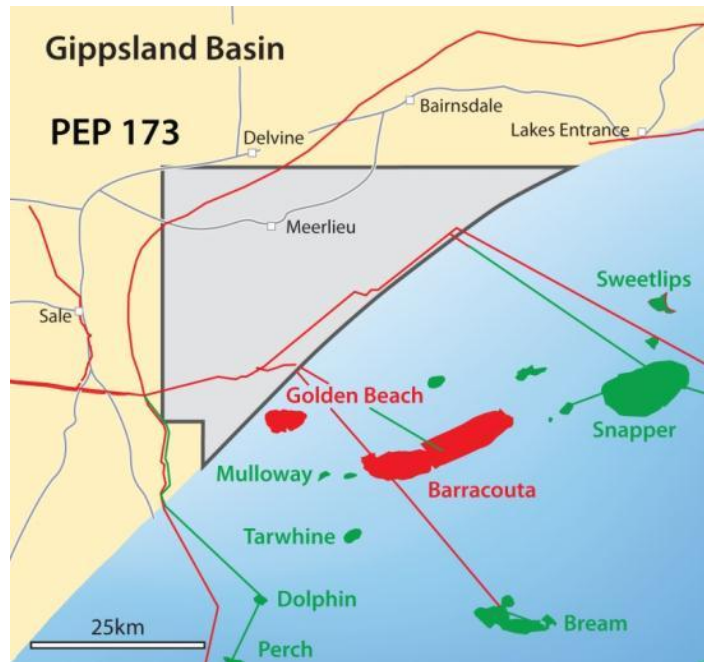 Gippsland Basin
PEP 173
Bairnsdale
Delvine
Lakes Entrance
Meerlieu
Sweetlips
Sale
Golden Beach
Snapper
Mulloway
Barracouta
Tarwhine
Dolphin
Bream
25km
Perch